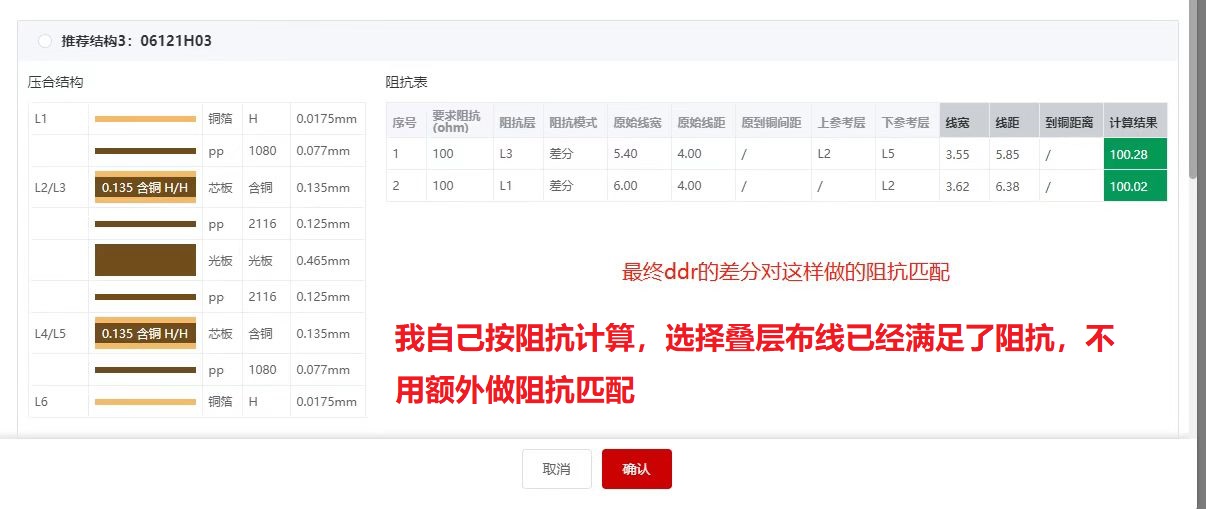 推荐结构3：06121H03
压合结构
阻抗表
L1 铜箔 H 0.0175mm
pp 1080 0.077mm
L2/L3 0.135 含铜 H/H 芯板 含铜 0.135mm
pp 2116 0.125mm
光板 光板 0.465mm
pp 2116 0.125mm
L4/L5 0.135 含铜 H/H 芯板 含铜 0.135mm
pp 1080 0.077mm
L6 铜箔 H 0.0175mm
序号 要求阻抗(ohm) 阻抗层 阻抗模式 原始线宽 原始线距 原到铜间距 上参考层 下参考层 线宽 线距 到铜距离 计算结果
1 100 L3 差分 5.40 4.00 / L2 L5 3.55 5.85 / 100.28
2 100 L1 差分 6.00 4.00 / / L2 3.62 6.38 / 100.02
最终ddr的差分对这样做的阻抗匹配
我自己按阻抗计算，选择叠层布线已经满足了阻抗，不
用额外做阻抗匹配
取消 确认